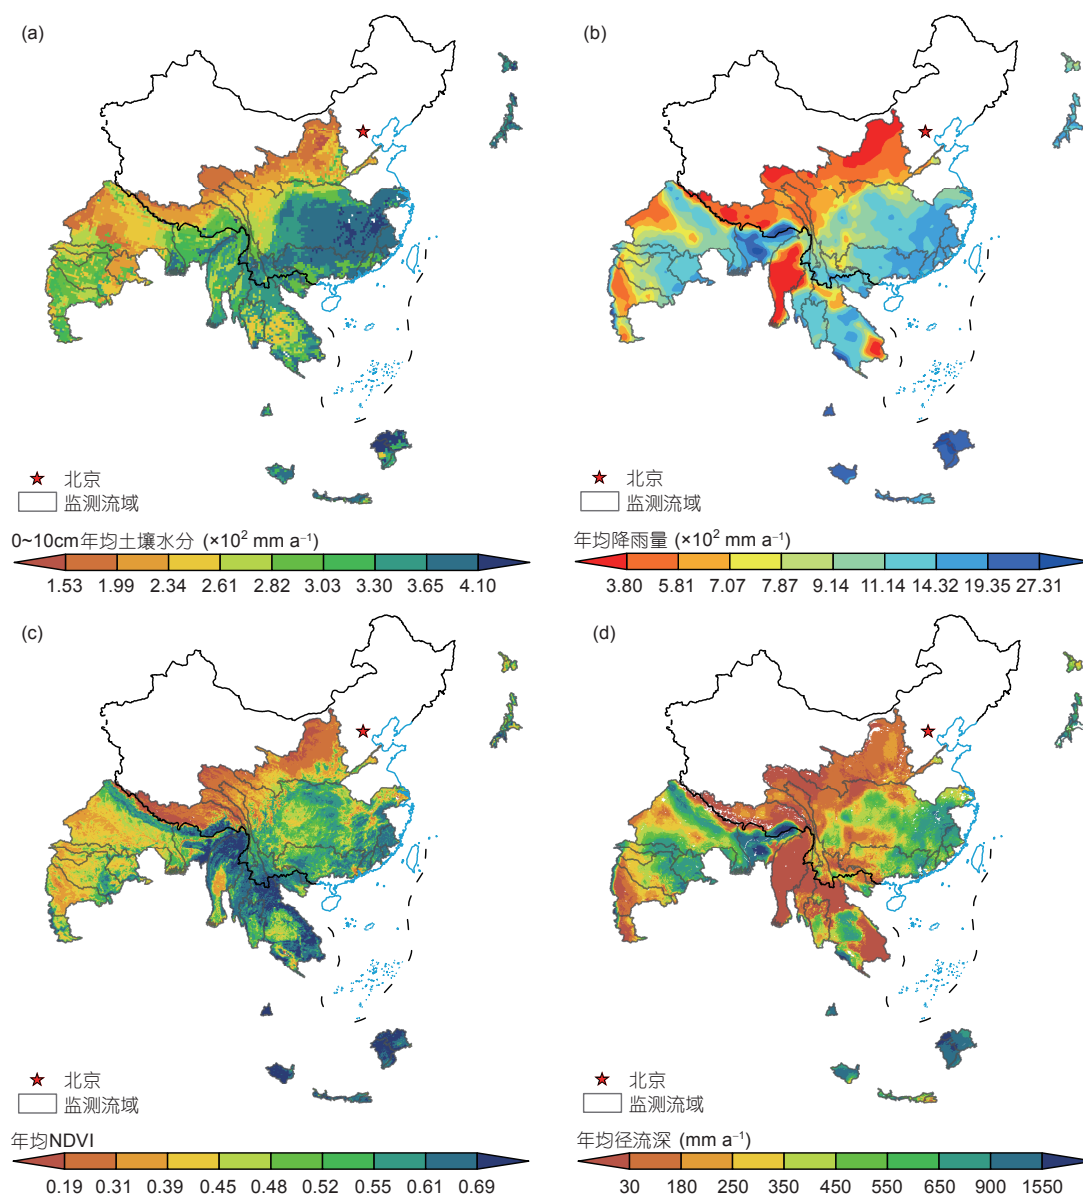 (a)
(b)
北京
监测流域
北京
监测流域
0~10cm年均土壤水分 (×10² mm a⁻¹)
1.53 1.99 2.34 2.61 2.82 3.03 3.30 3.65 4.10
年均降雨量 (×10² mm a⁻¹)
3.80 5.81 7.07 7.87 9.14 11.14 14.32 19.35 27.31
(c)
(d)
北京
监测流域
北京
监测流域
年均NDVI
0.19 0.31 0.39 0.45 0.48 0.52 0.55 0.61 0.69
年均径流深 (mm a⁻¹)
30 180 250 350 450 550 650 900 1550